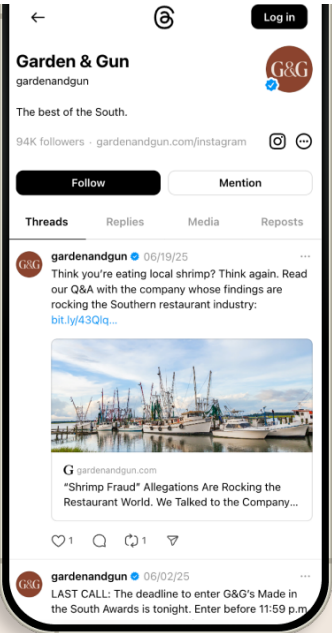 Log in
Garden & Gun
gardenandgun
G&G
The best of the South.
94K followers · gardenandgun.com/instagram
Follow
Mention
Threads
Replies
Media
Reposts
G&G
gardenandgun 06/19/25
Think you're eating local shrimp? Think again. Read
our Q&A with the company whose findings are
rocking the Southern restaurant industry:
bit.ly/43Qlq...
G gardenandgun.com
“Shrimp Fraud” Allegations Are Rocking the
Restaurant World. We Talked to the Company...
1
1
G&G
gardenandgun 06/02/25
LAST CALL: The deadline to enter G&G's Made in
the South Awards is tonight. Enter before 11:59 p.m